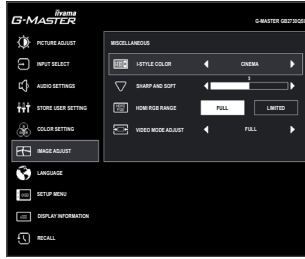 iiyama
G-MASTER
G-MASTER GB2730QS
PICTURE ADJUST
MISCELLANEOUS
INPUT SELECT
I-STYLE COLOR
CINEMA
AUDIO SETTINGS
SHARP AND SOFT
STORE USER SETTING
HDMI RGB RANGE
FULL
LIMITED
COLOR SETTING
VIDEO MODE ADJUST
FULL
IMAGE ADJUST
LANGUAGE
SETUP MENU
DISPLAY INFORMATION
RECALL